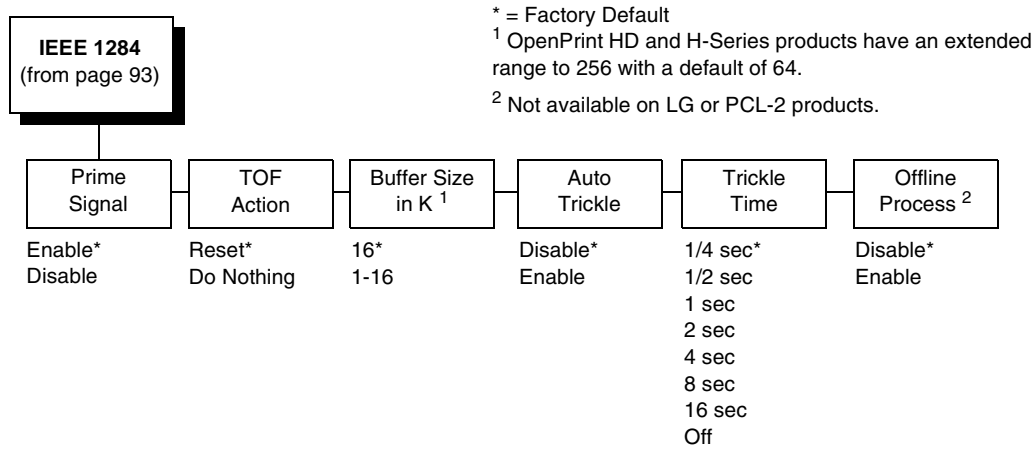 IEEE 1284
(from page 93)
* = Factory Default
1 OpenPrint HD and H-Series products have an extended
range to 256 with a default of 64.
2 Not available on LG or PCL-2 products.
Prime
Signal
Enable*
Disable
TOF
Action
Reset*
Do Nothing
Buffer Size
in K 1
16*
1-16
Auto
Trickle
Disable*
Enable
Trickle
Time
1/4 sec*
1/2 sec
1 sec
2 sec
4 sec
8 sec
16 sec
Off
Offline
Process 2
Disable*
Enable